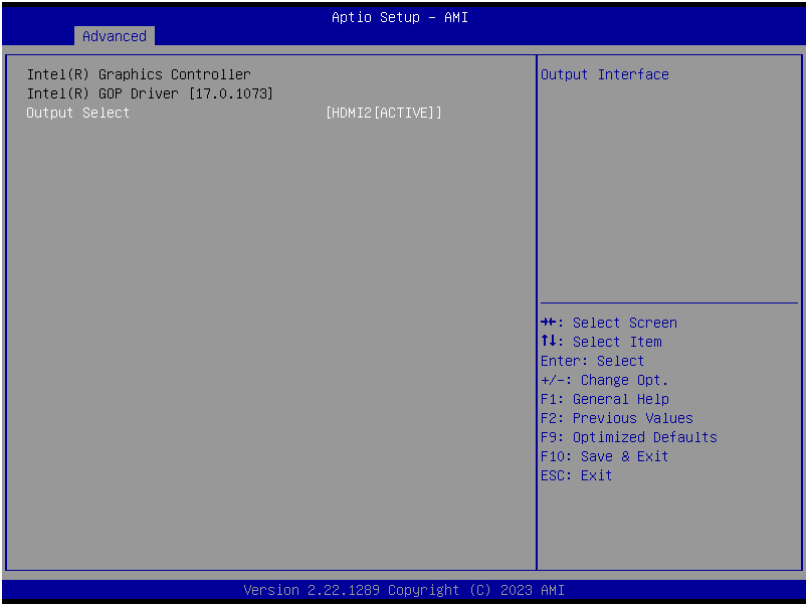 Aptio Setup – AMI
Advanced
Intel(R) Graphics Controller
Intel(R) GOP Driver [17.0.1073]
Output Select [HDMI2[ACTIVE]]
Output Interface
→←: Select Screen
↑↓: Select Item
Enter: Select
+/-: Change Opt.
F1: General Help
F2: Previous Values
F9: Optimized Defaults
F10: Save & Exit
ESC: Exit
Version 2.22.1289 Copyright (C) 2023 AMI